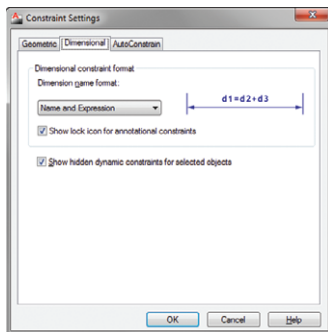 Constraint Settings
Geometric Dimensional AutoConstrain
Dimensional constraint format
Dimension name format:
Name and Expression
d1=d2+d3
Show lock icon for annotational constraints
Show hidden dynamic constraints for selected objects
OK Cancel Help